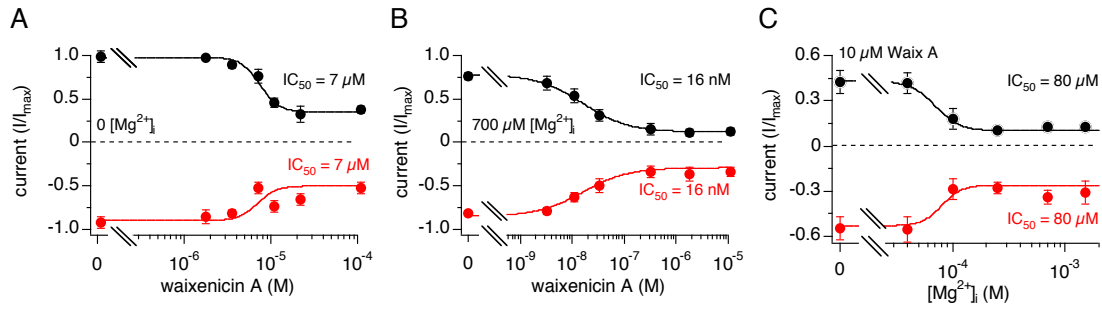 A
current (I/I_max)
1.0
0.5
0
-0.5
-1.0
IC₅₀ = 7 µM
0 [Mg²⁺]ᵢ
IC₅₀ = 7 µM
0
10⁻⁶
10⁻⁵
10⁻⁴
waixenicin A (M)
B
current (I/I_max)
1.0
0.5
0
-0.5
-1.0
IC₅₀ = 16 nM
700 µM [Mg²⁺]ᵢ
IC₅₀ = 16 nM
0
10⁻⁹
10⁻⁸
10⁻⁷
10⁻⁶
10⁻⁵
waixenicin A (M)
C
current (I/I_max)
0.6
0.3
0
-0.3
-0.6
10 µM Waix A
IC₅₀ = 80 µM
IC₅₀ = 80 µM
0
10⁻⁴
10⁻³
[Mg²⁺]ᵢ (M)